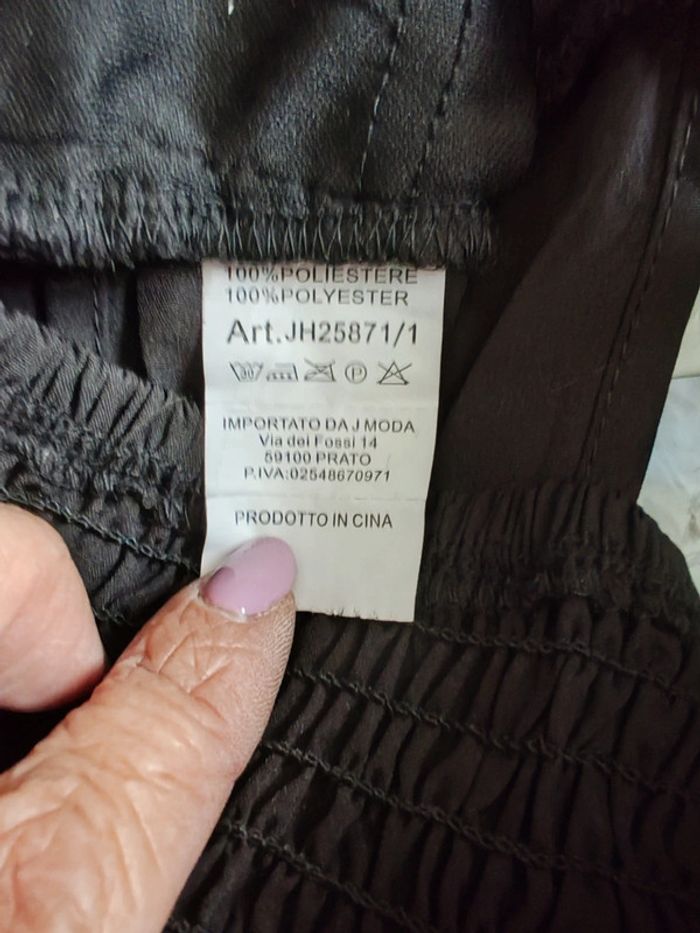 100%POLIESTERE
100%POLYESTER
Art.JH25871/1
30 P
IMPORTATO DA J MODA
Via dei Fossi 14
59100 PRATO
P.IVA:02548670971
PRODOTTO IN CINA